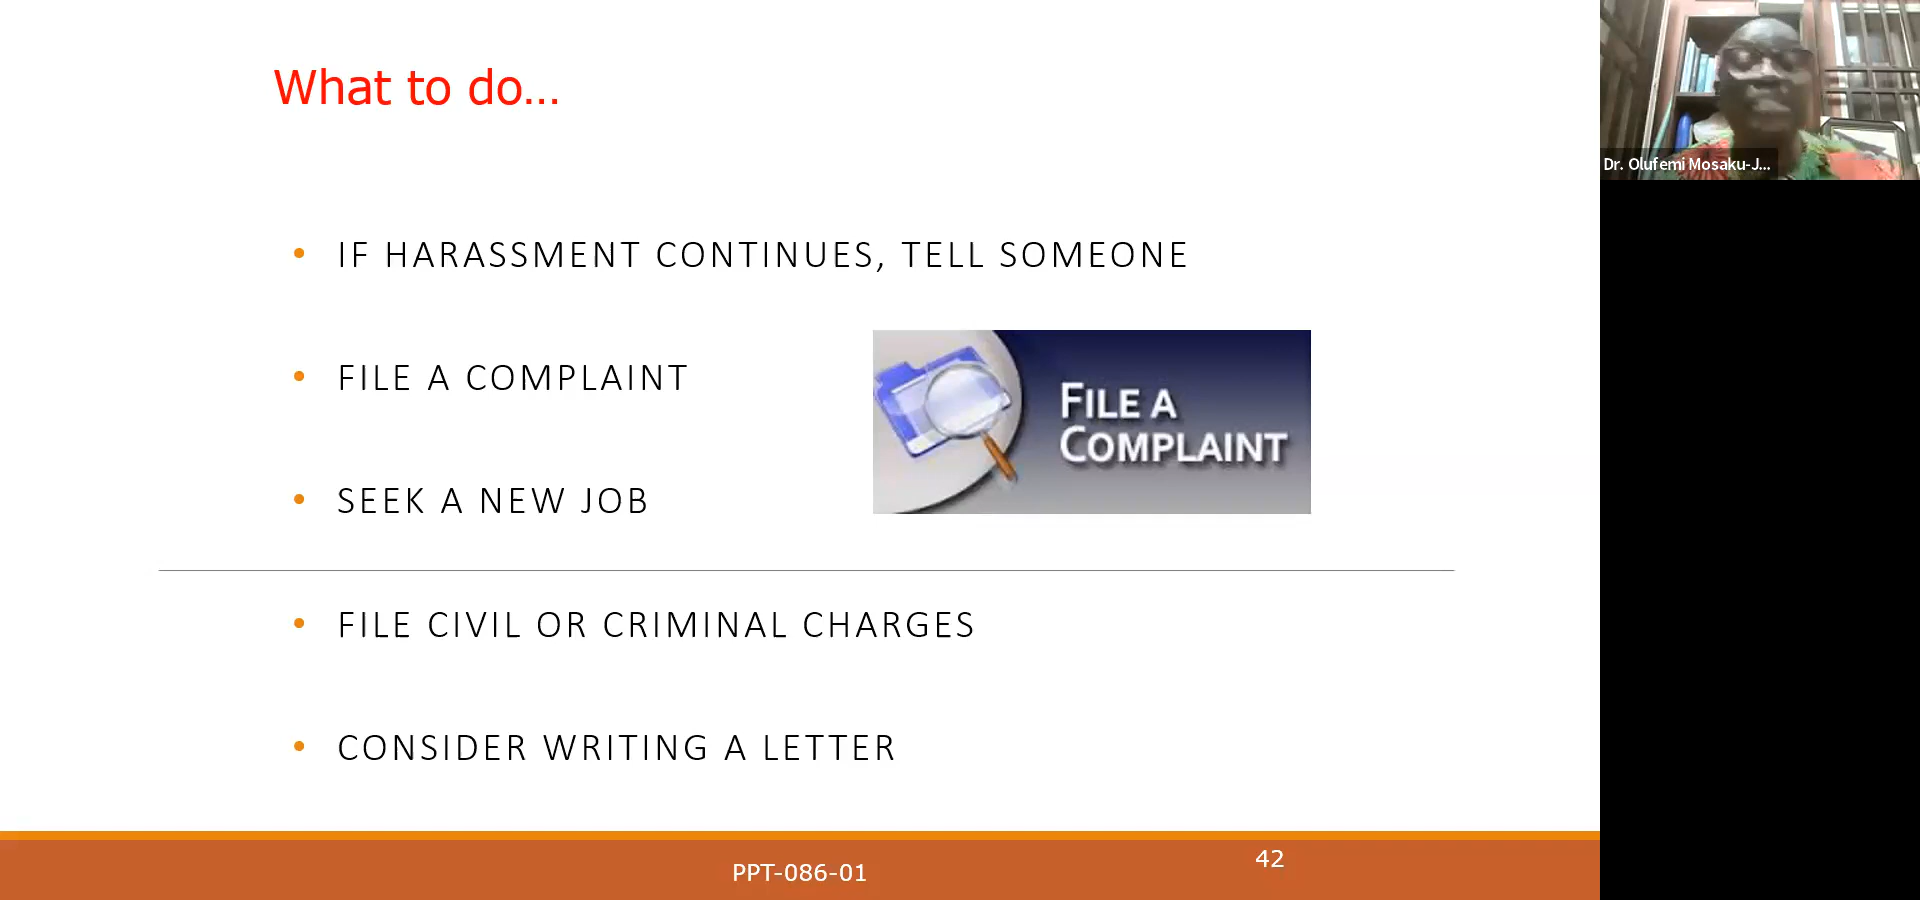 What to do...
• IF HARASSMENT CONTINUES, TELL SOMEONE
• FILE A COMPLAINT
FILE A
COMPLAINT
• SEEK A NEW JOB
• FILE CIVIL OR CRIMINAL CHARGES
• CONSIDER WRITING A LETTER
PPT-086-01
42
Dr. Olufemi Mosaku-J...